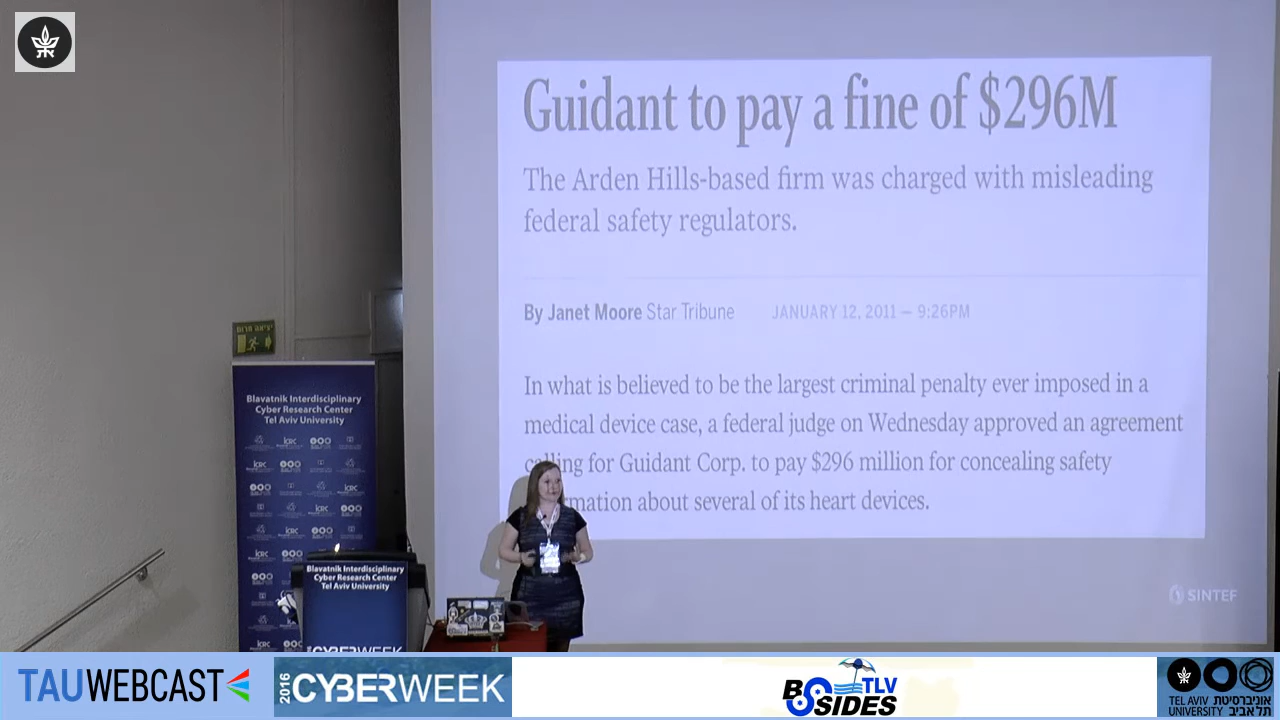 Guidant to pay a fine of $296M
The Arden Hills-based firm was charged with misleading
federal safety regulators.
By Janet Moore Star Tribune JANUARY 12, 2011 — 9:26PM
In what is believed to be the largest criminal penalty ever imposed in a
medical device case, a federal judge on Wednesday approved an agreement
for Guidant Corp. to pay $296 million for concealing safety
about several of its heart devices.
SINTEF
יציאת חרום
Blavatnik Interdisciplinary
Cyber Research Center
Tel Aviv University
Blavatnik Interdisciplinary
Cyber Research Center
Tel Aviv University
CYBERWEEK
TAUWEBCAST
2016 CYBERWEEK
BSIDES TLV
TEL AVIV אוניברסיטת
UNIVERSITY תל אביב